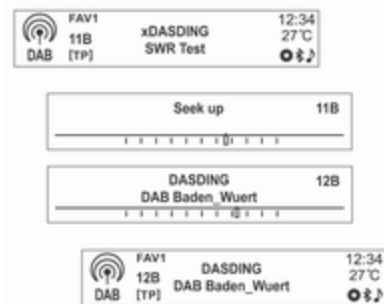 FAV1
11B
[TP]
DAB
xDASDING
SWR Test
12:34
27°C
Seek up
11B
DASDING
DAB Baden_Wuert
12B
FAV1
12B
[TP]
DAB
DASDING
DAB Baden_Wuert
12:34
27°C